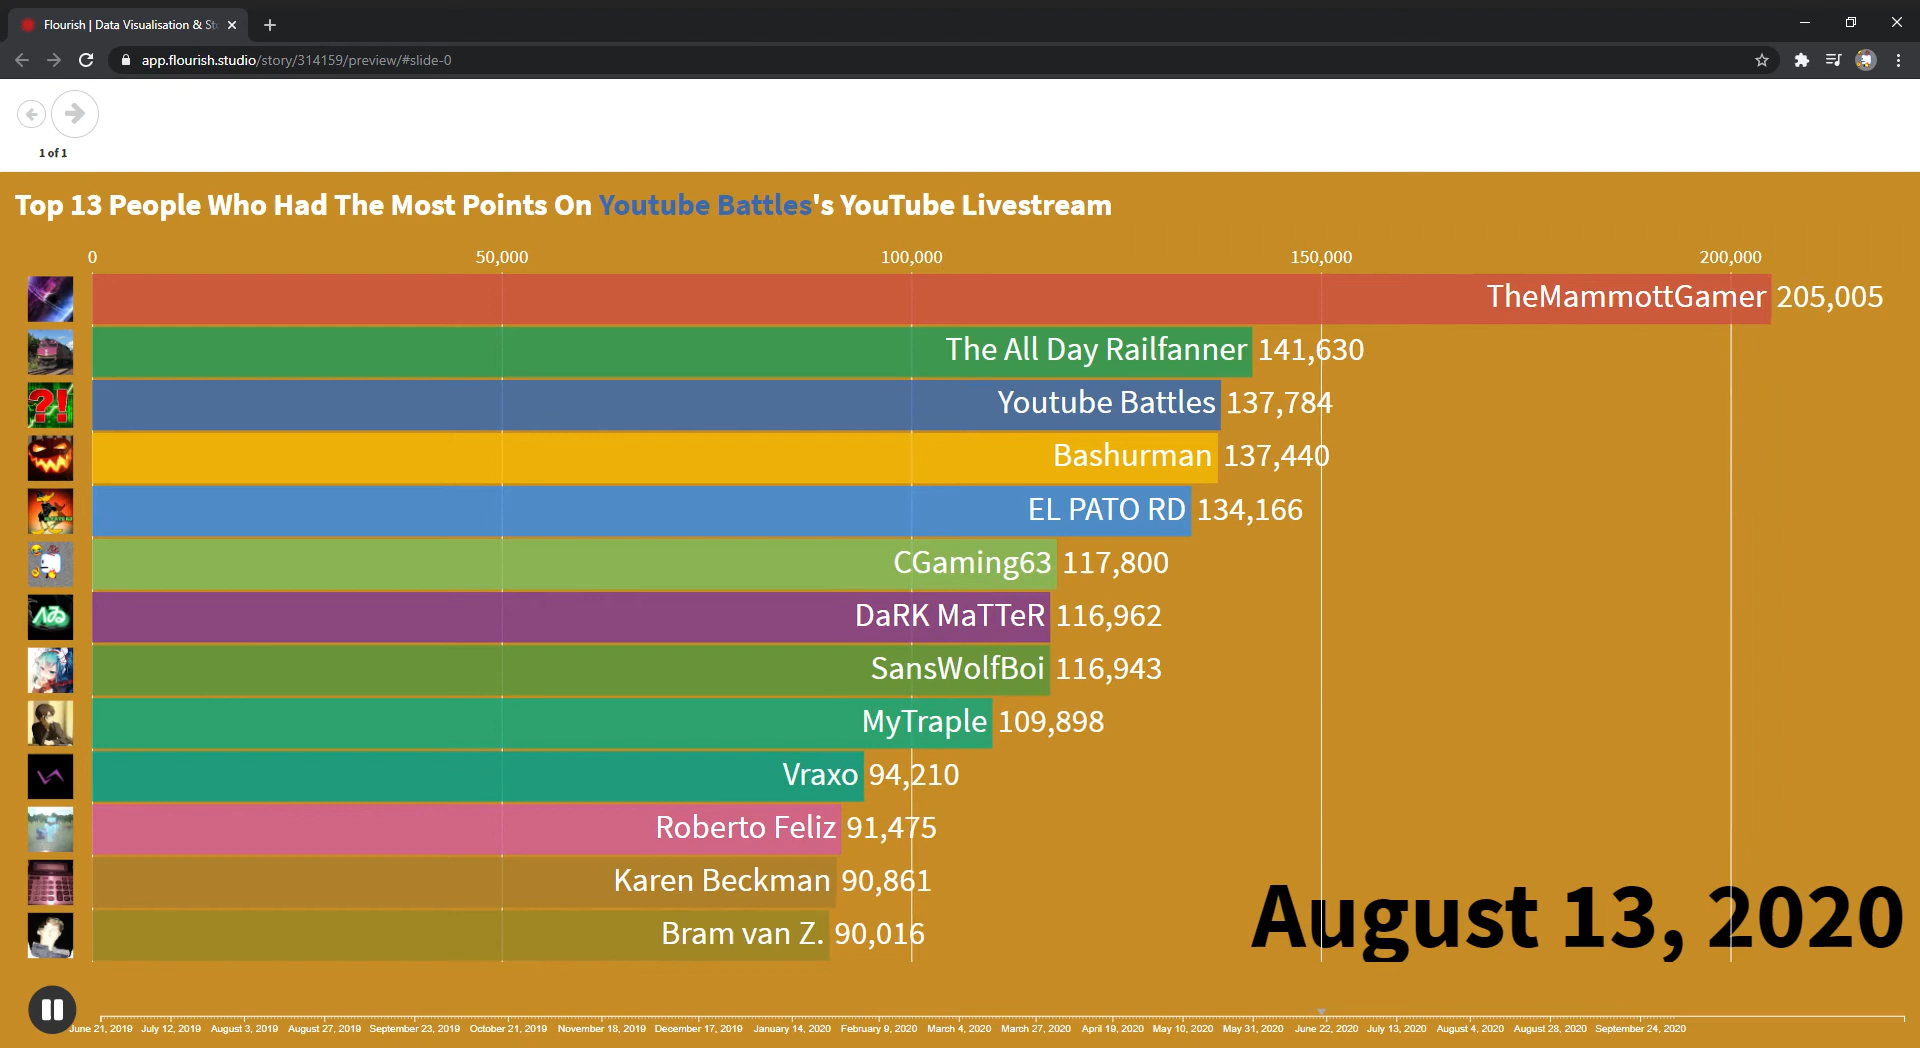 Flourish | Data Visualisation & St
app.flourish.studio/story/314159/preview/#slide-0
1 of 1
Top 13 People Who Had The Most Points On Youtube Battles's YouTube Livestream
0 50,000 100,000 150,000 200,000
TheMammottGamer 205,005
The All Day Railfanner 141,630
?! Youtube Battles 137,784
Bashurman 137,440
EL PATO RD 134,166
CGaming63 117,800
DaRK MaTTeR 116,962
SansWolfBoi 116,943
MyTraple 109,898
Vraxo 94,210
Roberto Feliz 91,475
Karen Beckman 90,861
Bram van Z. 90,016
August 13, 2020
June 21, 2019 July 12, 2019 August 3, 2019 August 27, 2019 September 23, 2019 October 21, 2019 November 18, 2019 December 17, 2019 January 14, 2020 February 9, 2020 March 4, 2020 March 27, 2020 April 19, 2020 May 10, 2020 May 31, 2020 June 22, 2020 July 13, 2020 August 4, 2020 August 28, 2020 September 24, 2020